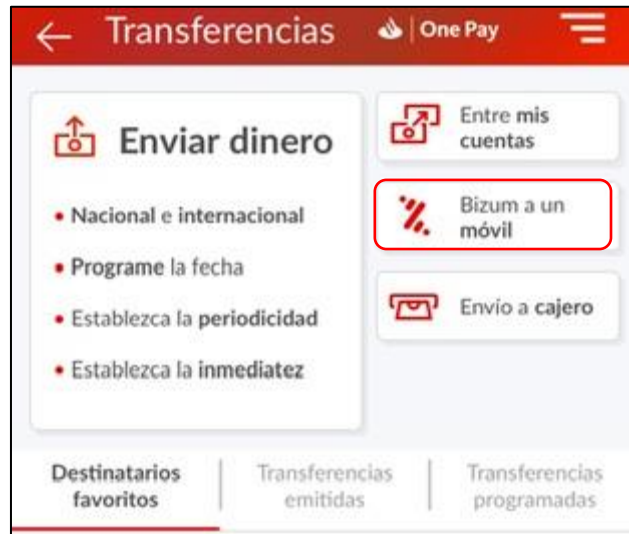 Transferencias
One Pay
Enviar dinero
• Nacional e internacional
• Programe la fecha
• Establezca la periodicidad
• Establezca la inmediatez
Entre mis
cuentas
Bizum a un
móvil
Envío a cajero
Destinatarios
favoritos
Transferencias
emitidas
Transferencias
programadas